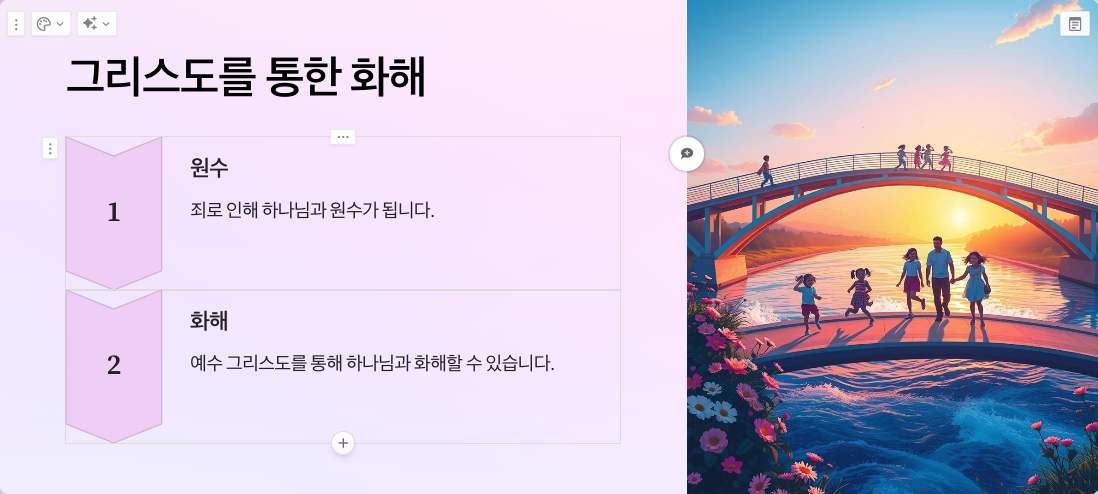 그리스도를 통한 화해
1
원수
죄로 인해 하나님과 원수가 됩니다.
2
화해
예수 그리스도를 통해 하나님과 화해할 수 있습니다.